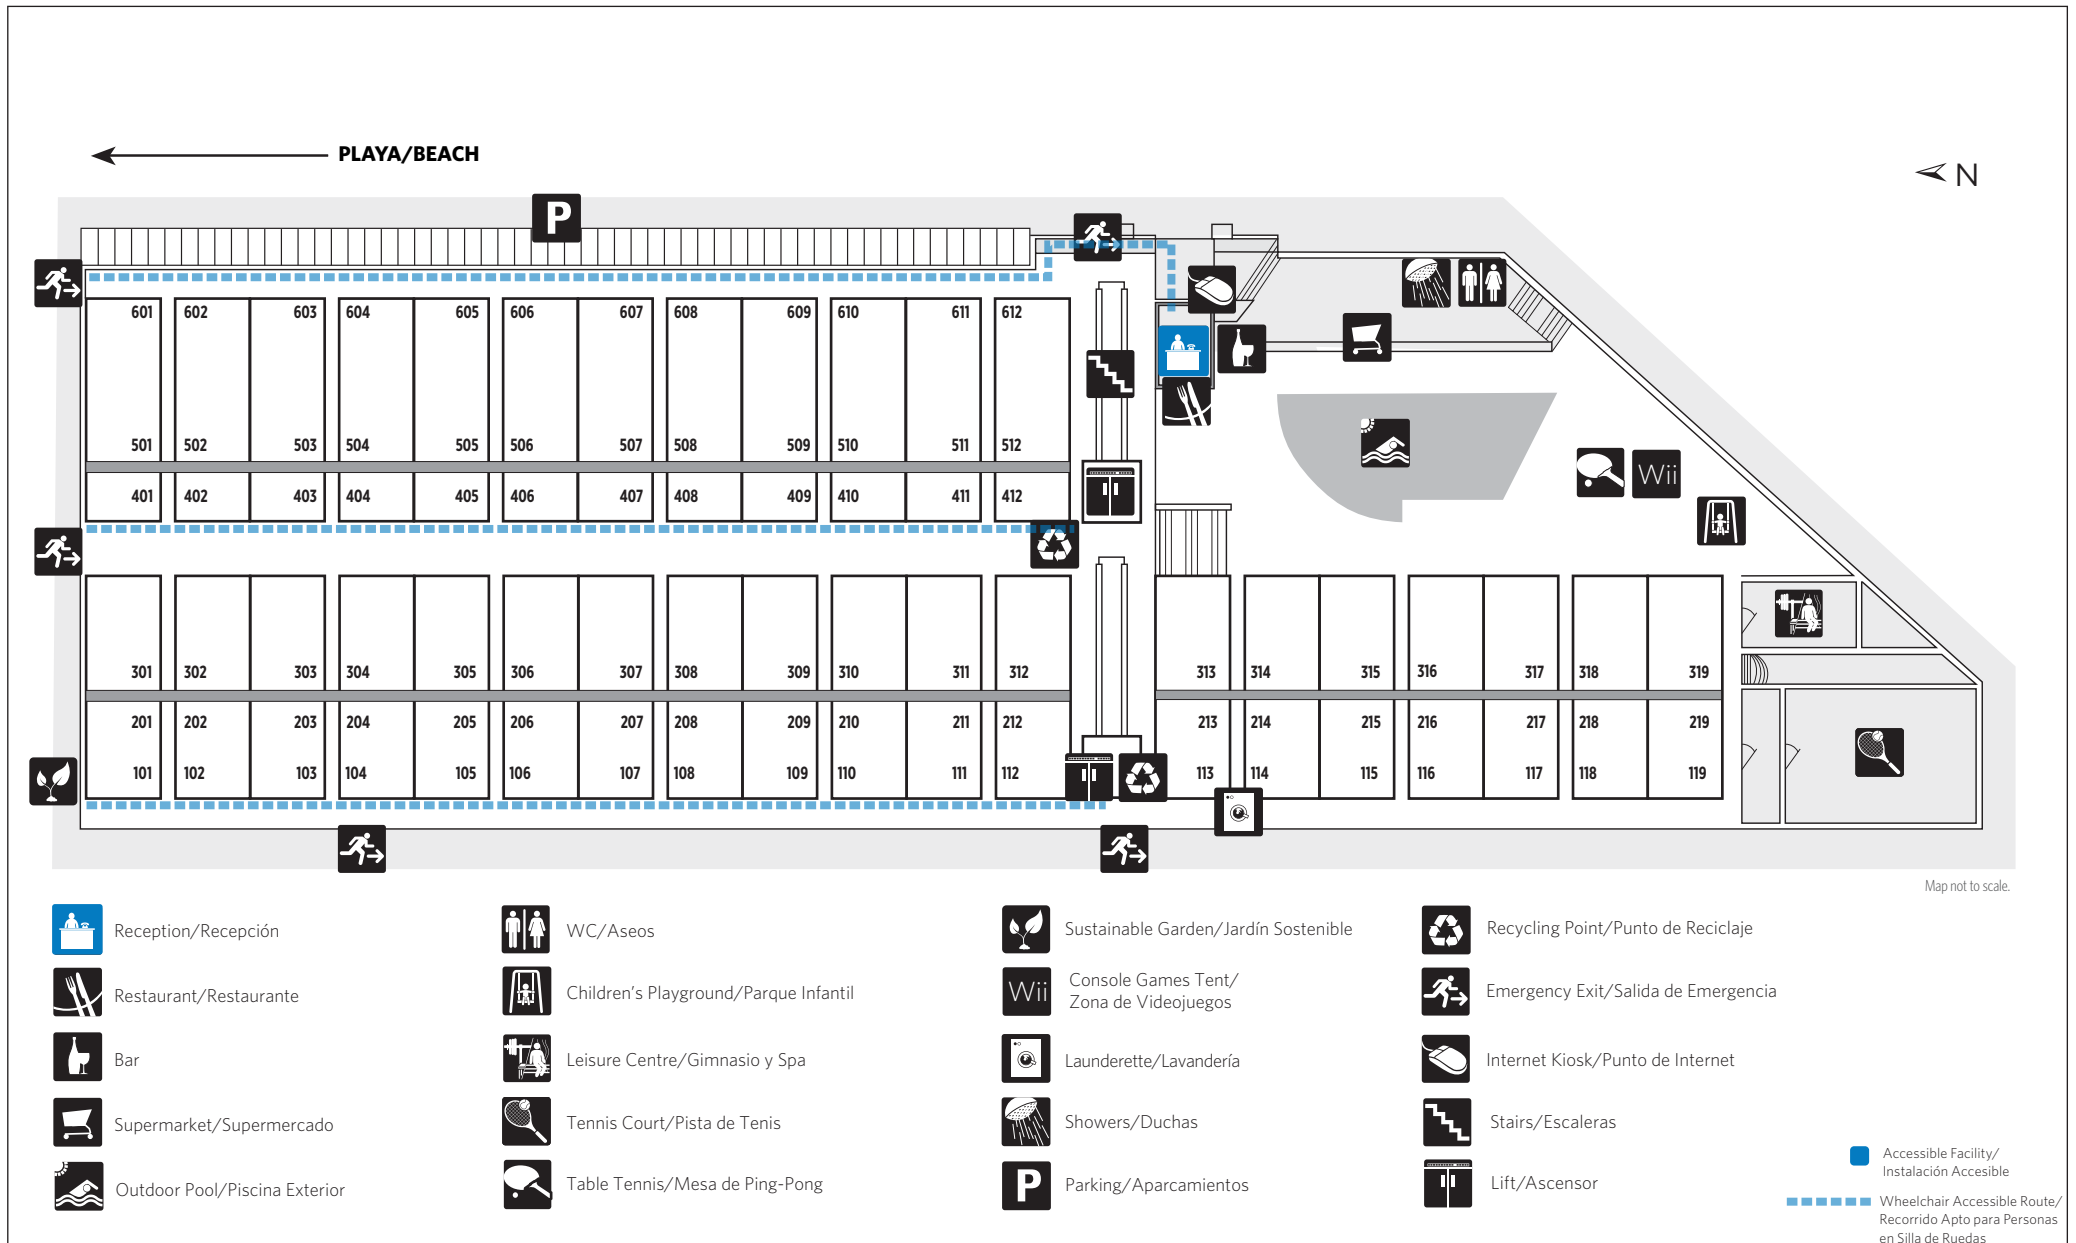 PLAYA/BEACH
N
P
601 602 603 604 605 606 607 608 609 610 611 612
501 502 503 504 505 506 507 508 509 510 511 512
401 402 403 404 405 406 407 408 409 410 411 412
Wii
301 302 303 304 305 306 307 308 309 310 311 312 313 314 315 316 317 318 319
201 202 203 204 205 206 207 208 209 210 211 212 213 214 215 216 217 218 219
101 102 103 104 105 106 107 108 109 110 111 112 113 114 115 116 117 118 119
Map not to scale.
Reception/Recepción
Restaurant/Restaurante
Bar
Supermarket/Supermercado
Outdoor Pool/Piscina Exterior
WC/Aseos
Children's Playground/Parque Infantil
Leisure Centre/Gimnasio y Spa
Tennis Court/Pista de Tenis
Table Tennis/Mesa de Ping-Pong
Sustainable Garden/Jardín Sostenible
Wii
Console Games Tent/
Zona de Videojuegos
Launderette/Lavandería
Showers/Duchas
P
Parking/Aparcamientos
Recycling Point/Punto de Reciclaje
Emergency Exit/Salida de Emergencia
Internet Kiosk/Punto de Internet
Stairs/Escaleras
Lift/Ascensor
Accessible Facility/
Instalación Accesible
Wheelchair Accessible Route/
Recorrido Apto para Personas
en Silla de Ruedas